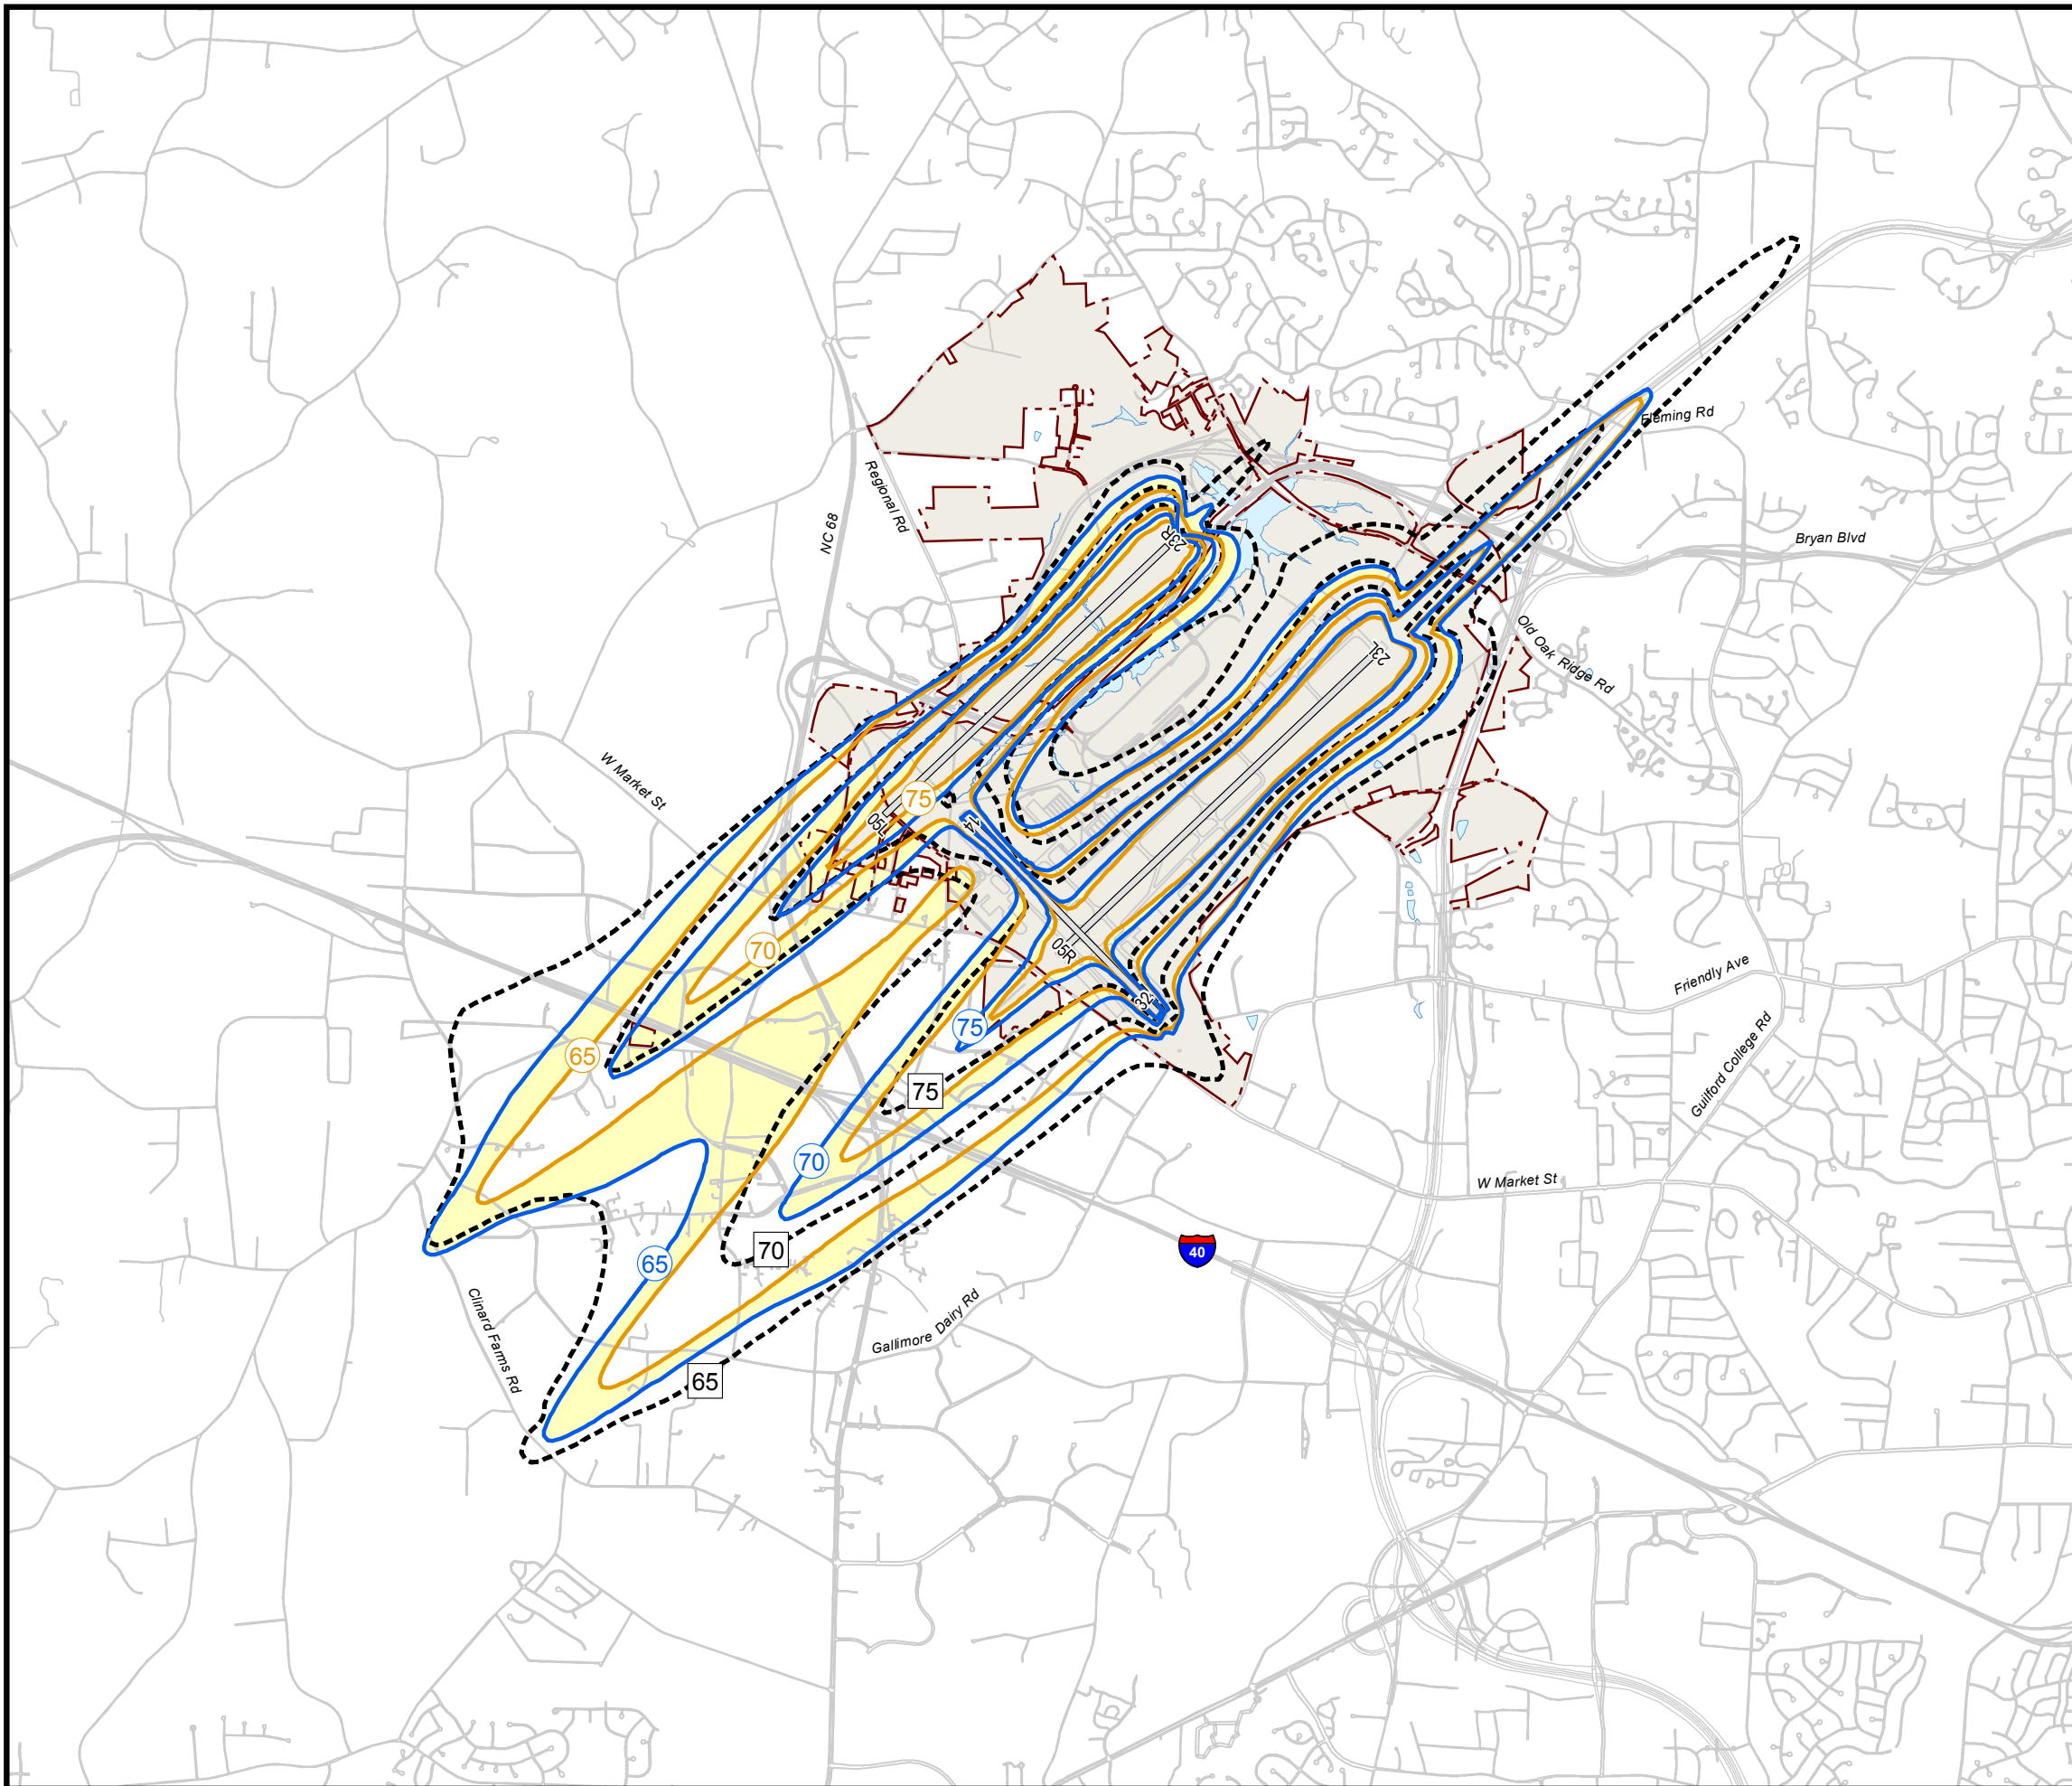 Fleming Rd
Regional Rd
NC 68
23R
Bryan Blvd
Old Oak Ridge Rd
23L
W Market St
75
05L
14
70
05R
Friendly Ave
32
75
Guilford College Rd
65
75
70
W Market St
70
65
40
Clinard Farms Rd
Gallimore Dairy Rd
65